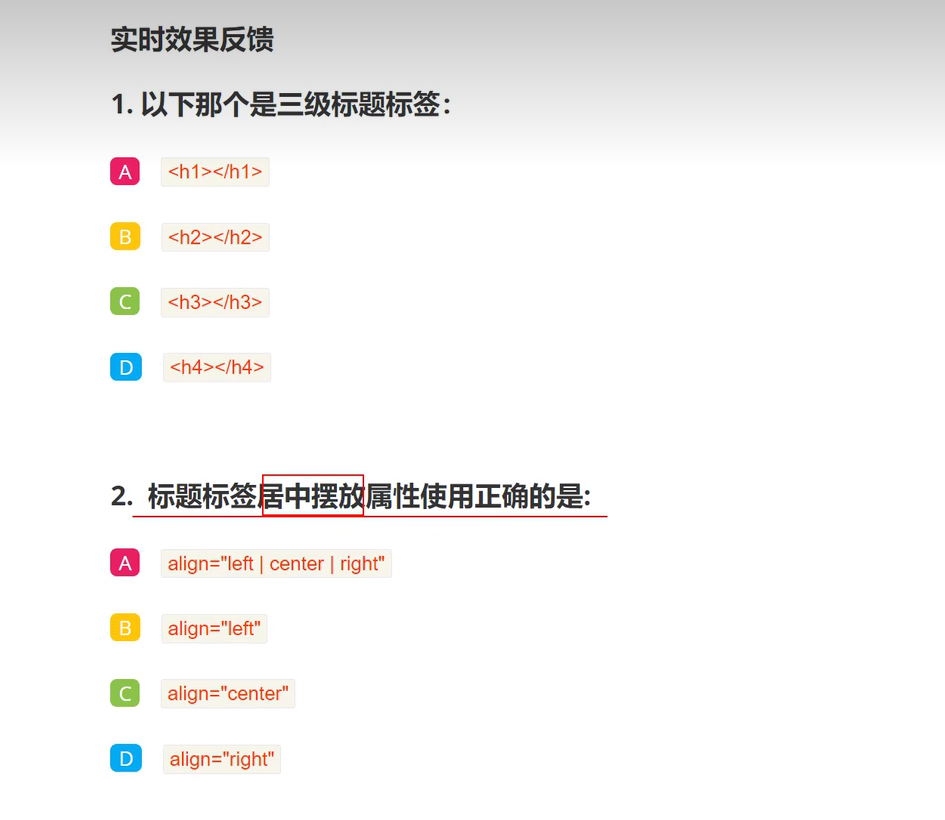 实时效果反馈
1. 以下那个是三级标题标签：
A <h1></h1>
B <h2></h2>
C <h3></h3>
D <h4></h4>
2. 标题标签居中摆放属性使用正确的是:
A align="left | center | right"
B align="left"
C align="center"
D align="right"